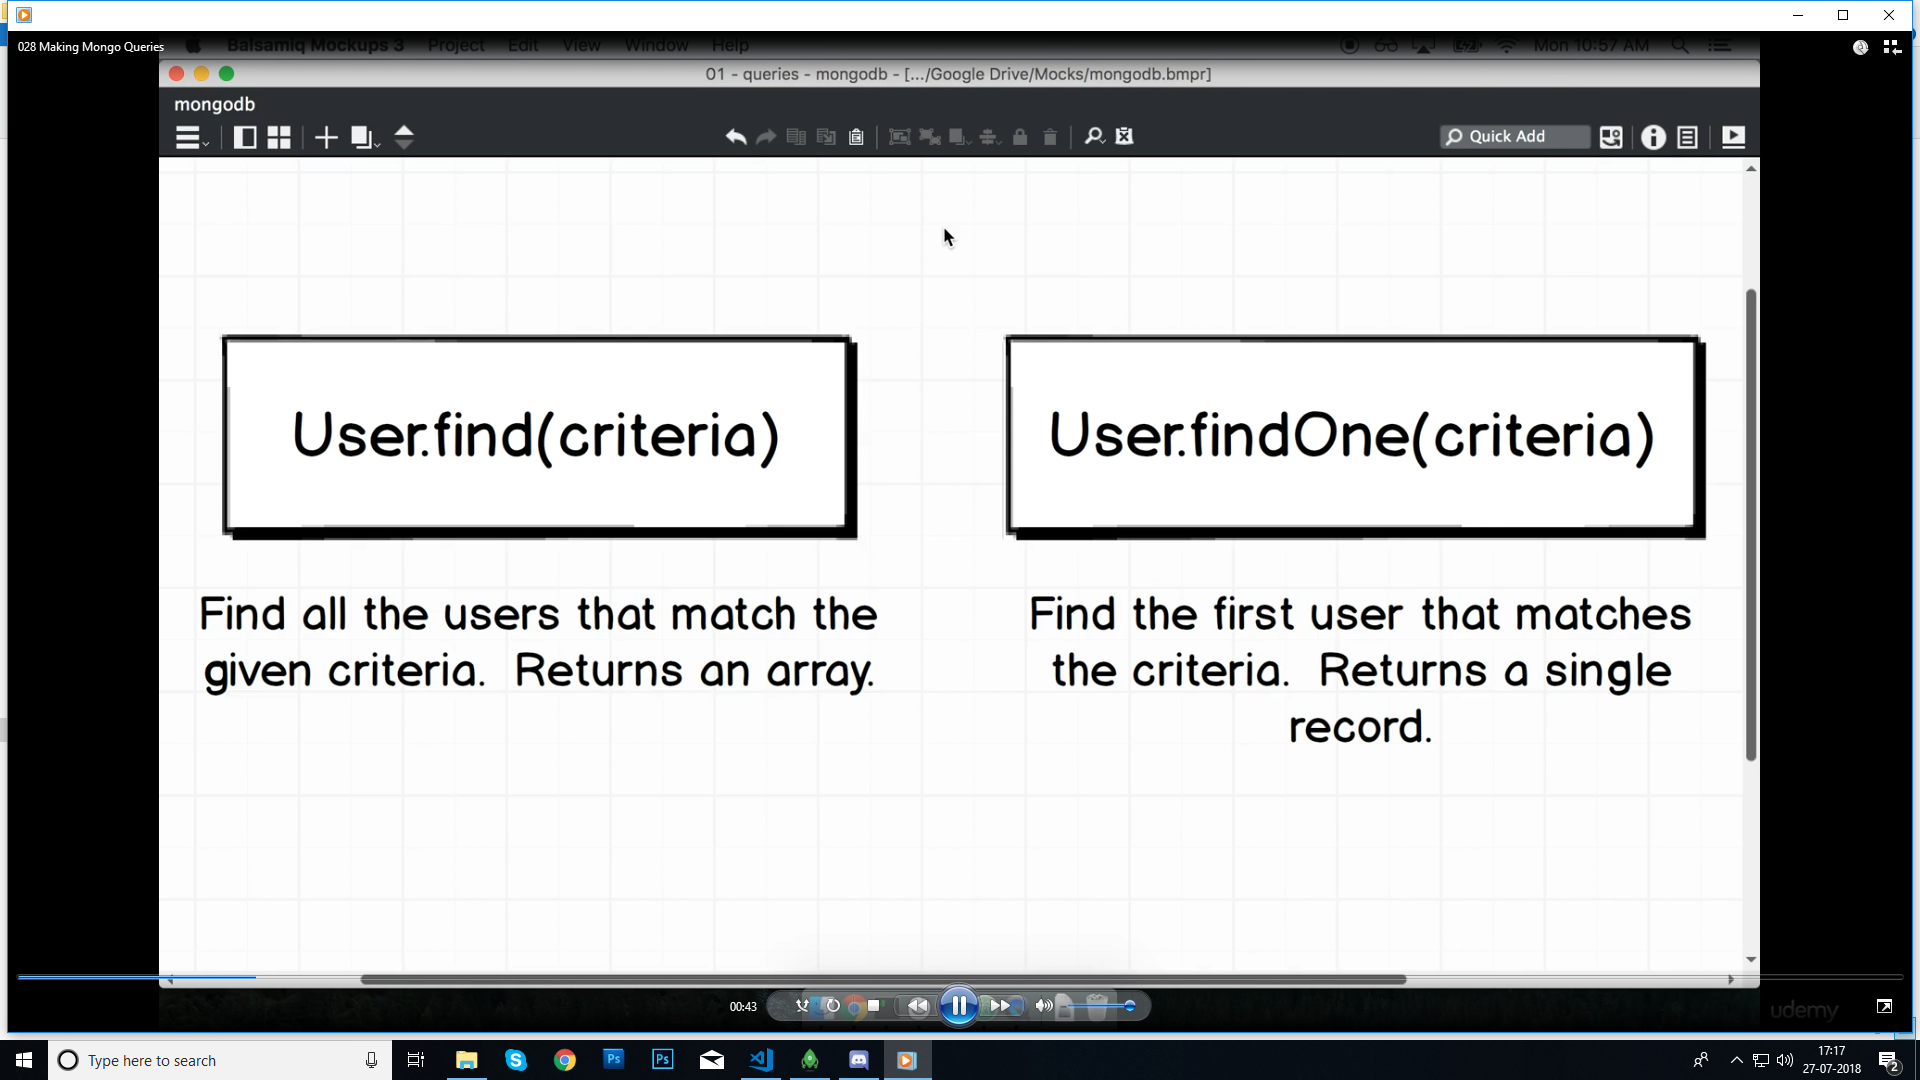 028 Making Mongo Queries
Balsamiq Mockups 3 Project Edit View Window Help
Mon 10:57 AM
01 - queries - mongodb - [.../Google Drive/Mocks/mongodb.bmpr]
mongodb
Quick Add
User.find(criteria)
User.findOne(criteria)
Find all the users that match the
given criteria. Returns an array.
Find the first user that matches
the criteria. Returns a single
record.
00:43
udemy
Type here to search
Ps
Ps
17:17
27-07-2018
2